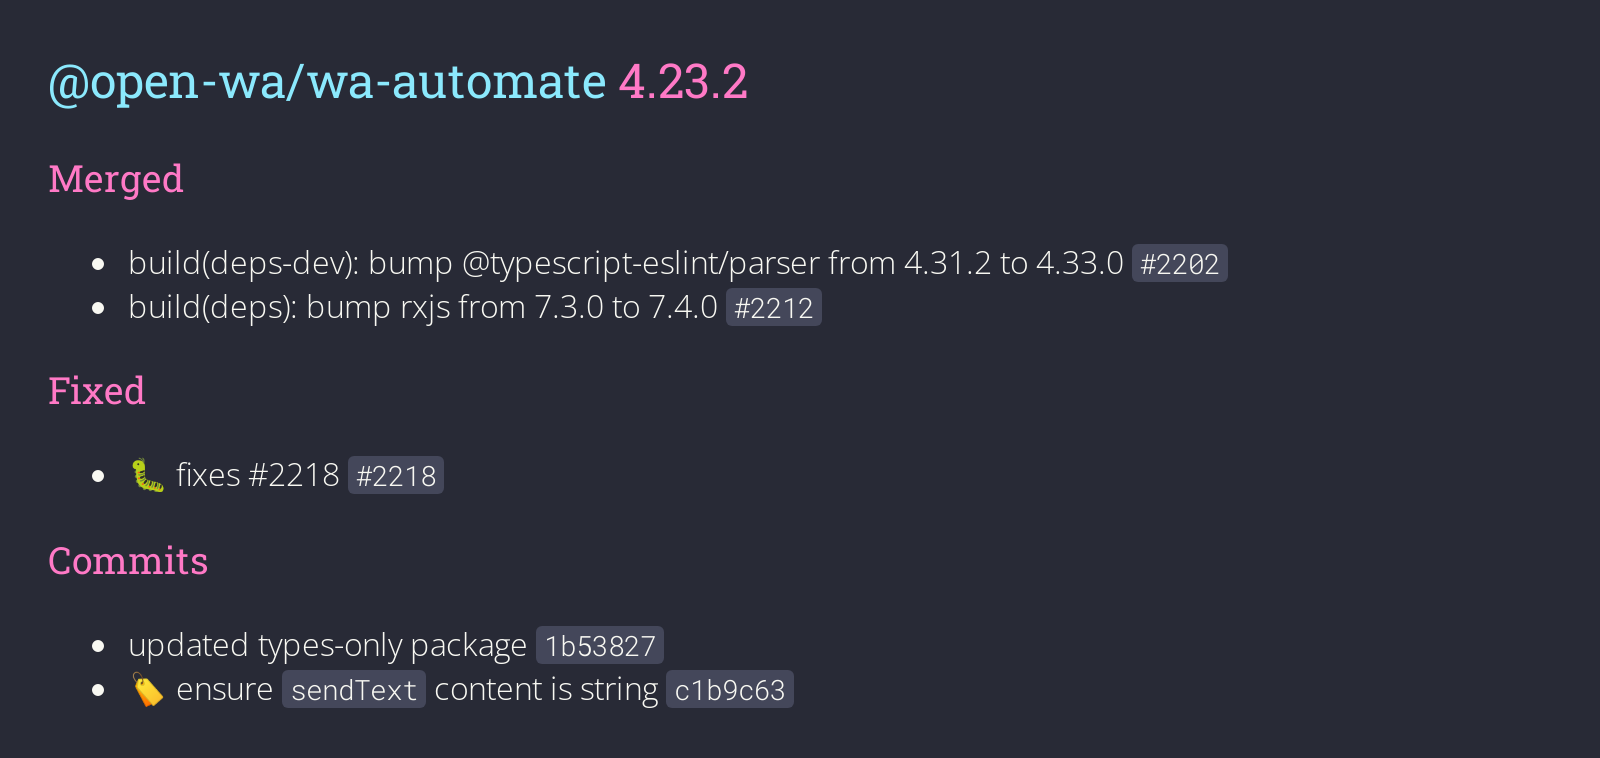 @open-wa/wa-automate 4.23.2
Merged
build(deps-dev): bump @typescript-eslint/parser from 4.31.2 to 4.33.0 #2202
build(deps): bump rxjs from 7.3.0 to 7.4.0 #2212
Fixed
🐛 fixes #2218 #2218
Commits
updated types-only package 1b53827
🏷️ ensure sendText content is string c1b9c63